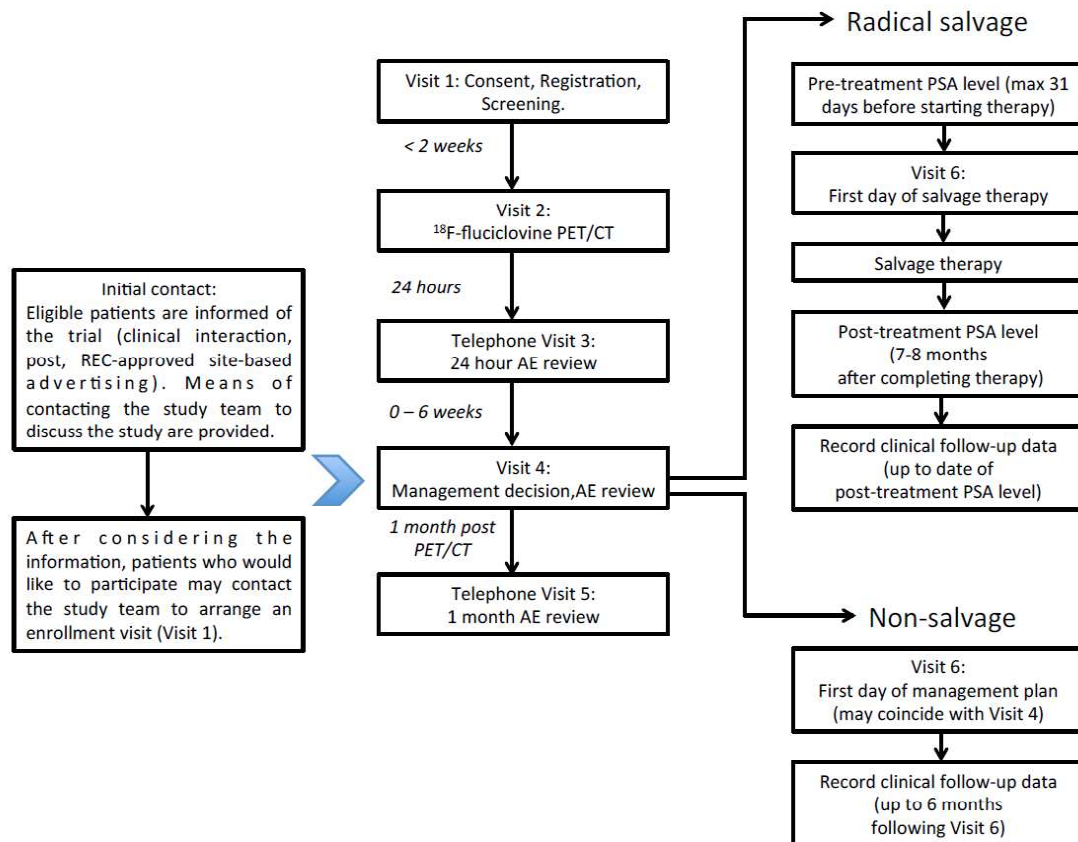 Initial contact:
Eligible patients are informed of
the trial (clinical interaction,
post, REC-approved site-based
advertising). Means of
contacting the study team to
discuss the study are provided.
After considering the
information, patients who would
like to participate may contact
the study team to arrange an
enrollment visit (Visit 1).
Visit 1: Consent, Registration,
Screening.
< 2 weeks
Visit 2:
¹⁸F-fluciclovine PET/CT
24 hours
Telephone Visit 3:
24 hour AE review
0 – 6 weeks
Visit 4:
Management decision,AE review
1 month post
PET/CT
Telephone Visit 5:
1 month AE review
Radical salvage
Pre-treatment PSA level (max 31
days before starting therapy)
Visit 6:
First day of salvage therapy
Salvage therapy
Post-treatment PSA level
(7-8 months
after completing therapy)
Record clinical follow-up data
(up to date of
post-treatment PSA level)
Non-salvage
Visit 6:
First day of management plan
(may coincide with Visit 4)
Record clinical follow-up data
(up to 6 months
following Visit 6)